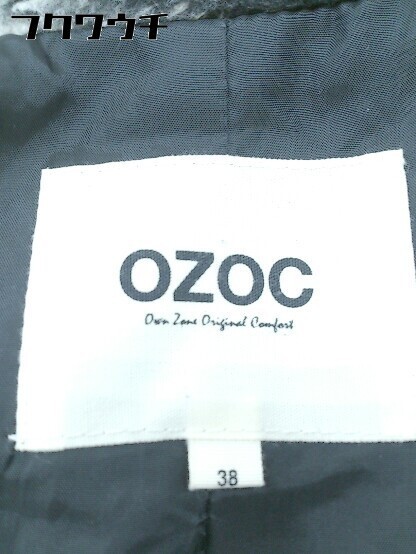 フクワウチ
OZOC
Own Zone Original Comfort
38